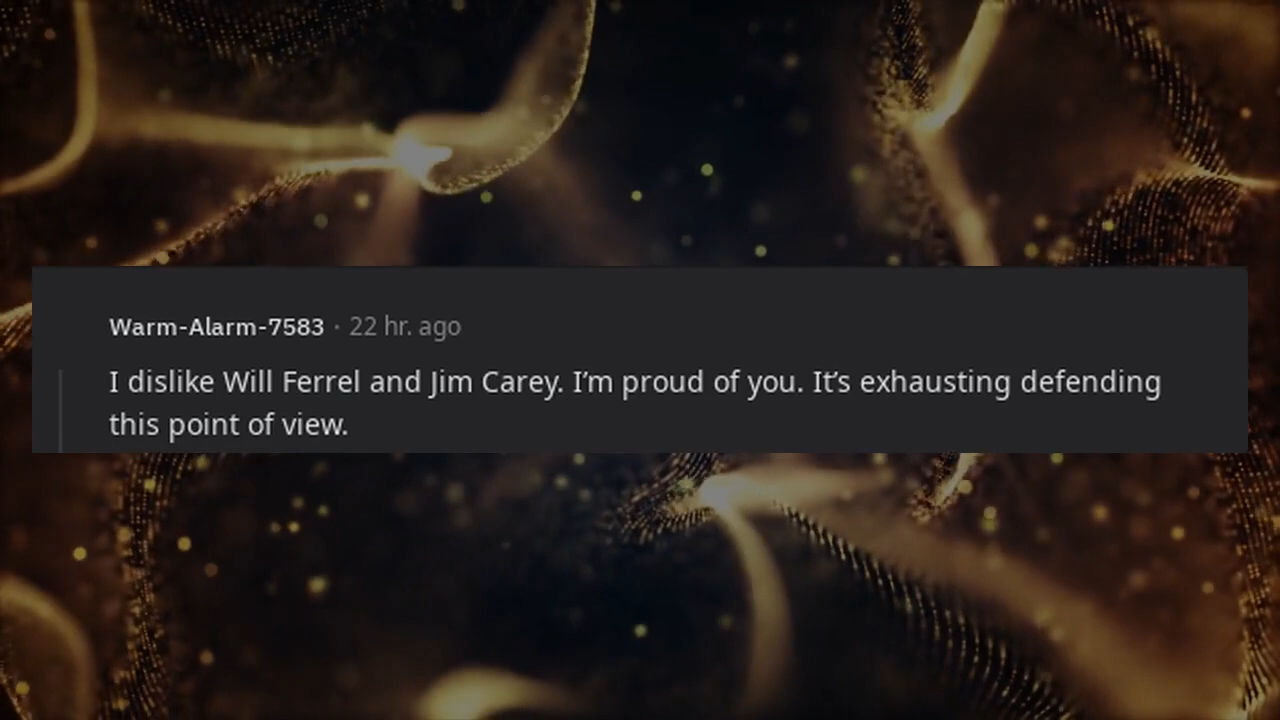 Warm-Alarm-7583 · 22 hr. ago
I dislike Will Ferrel and Jim Carey. I’m proud of you. It’s exhausting defending
this point of view.